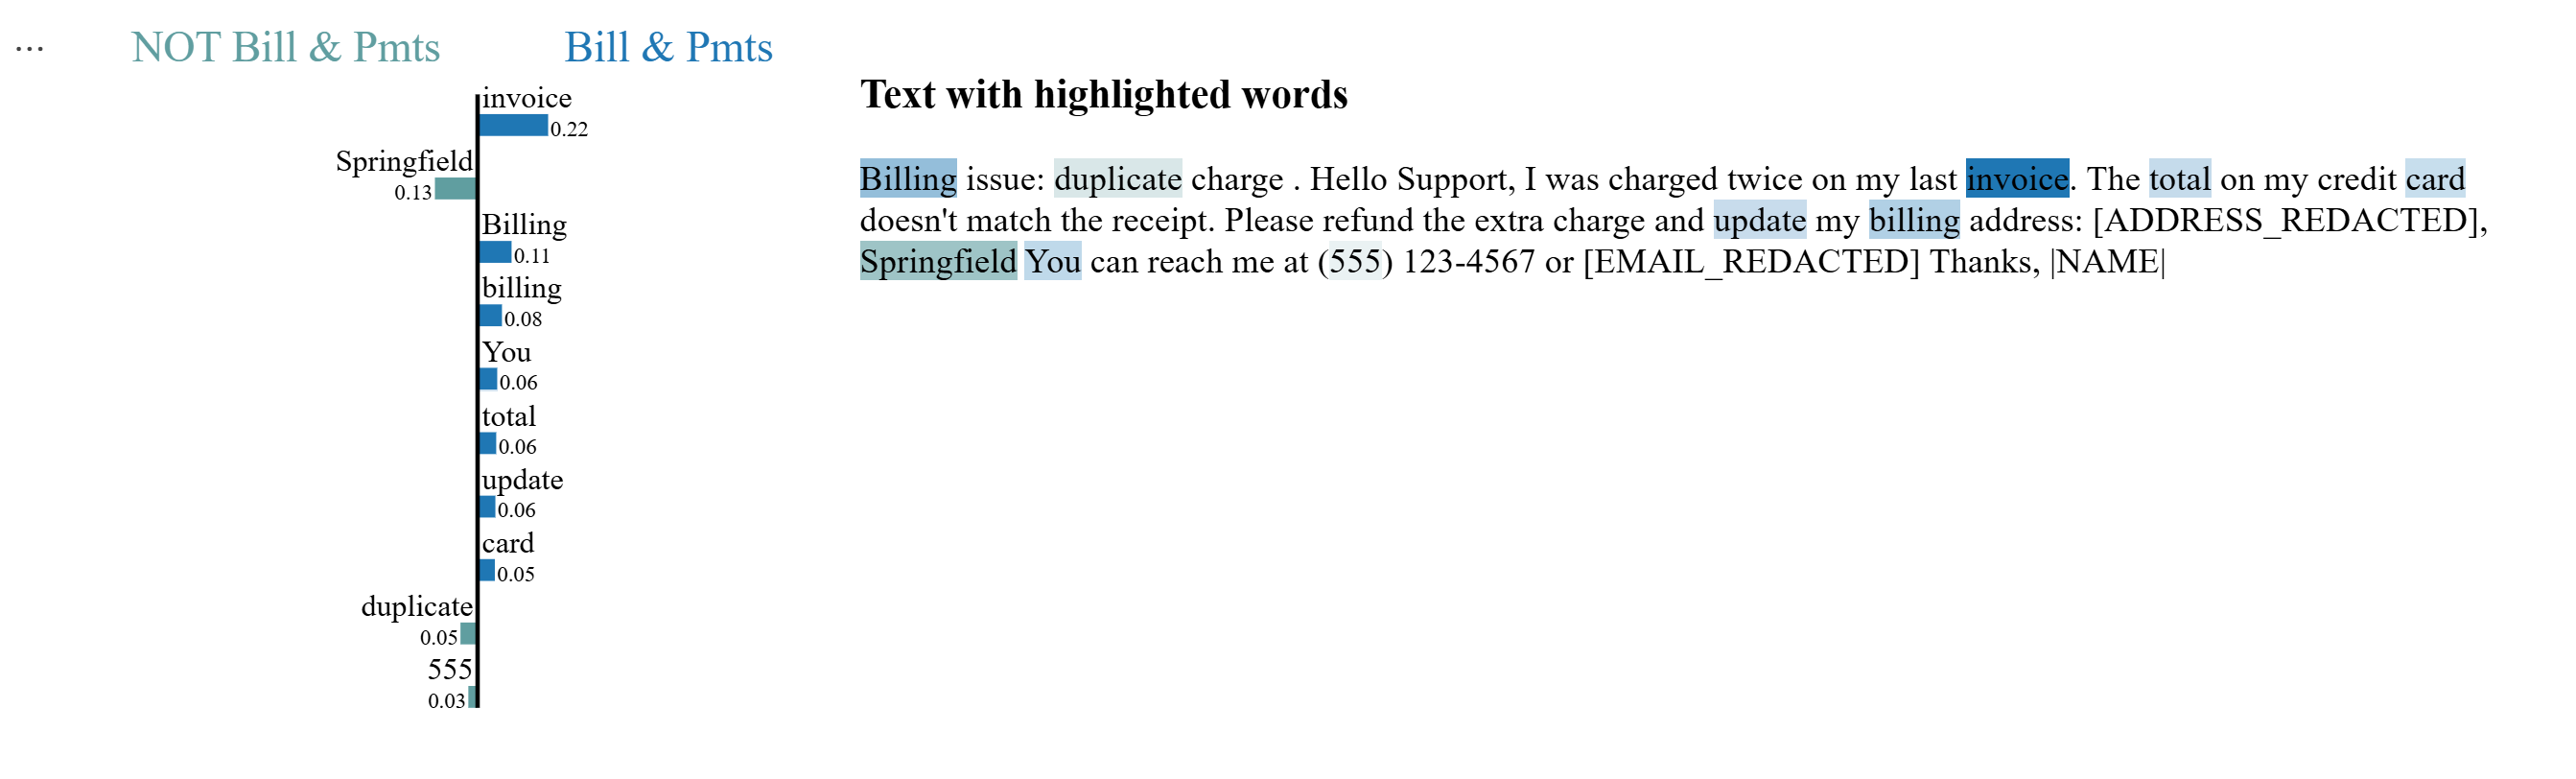 ... NOT Bill & Pmts Bill & Pmts
invoice
0.22
Springfield
0.13
Billing
0.11
billing
0.08
You
0.06
total
0.06
update
0.06
card
0.05
duplicate
0.05
555
0.03
Text with highlighted words
Billing issue: duplicate charge . Hello Support, I was charged twice on my last invoice. The total on my credit card
doesn't match the receipt. Please refund the extra charge and update my billing address: [ADDRESS_REDACTED],
Springfield You can reach me at (555) 123-4567 or [EMAIL_REDACTED] Thanks, |NAME|